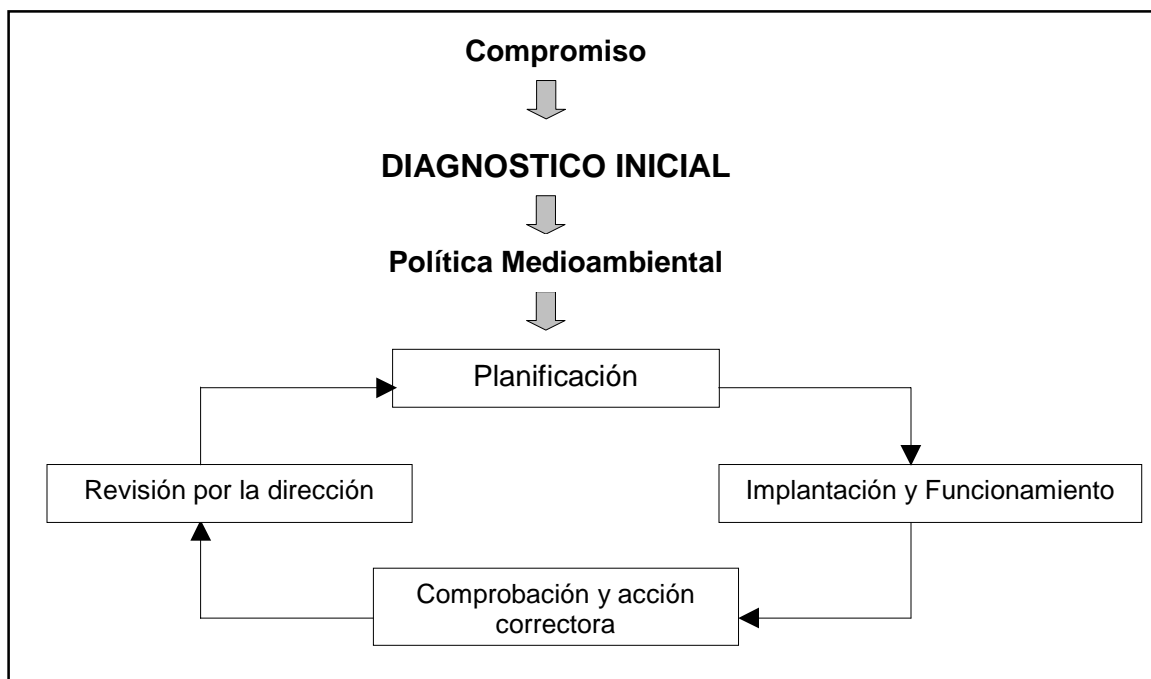 Compromiso
DIAGNOSTICO INICIAL
Política Medioambiental
Planificación
Revisión por la dirección
Implantación y Funcionamiento
Comprobación y acción
correctora